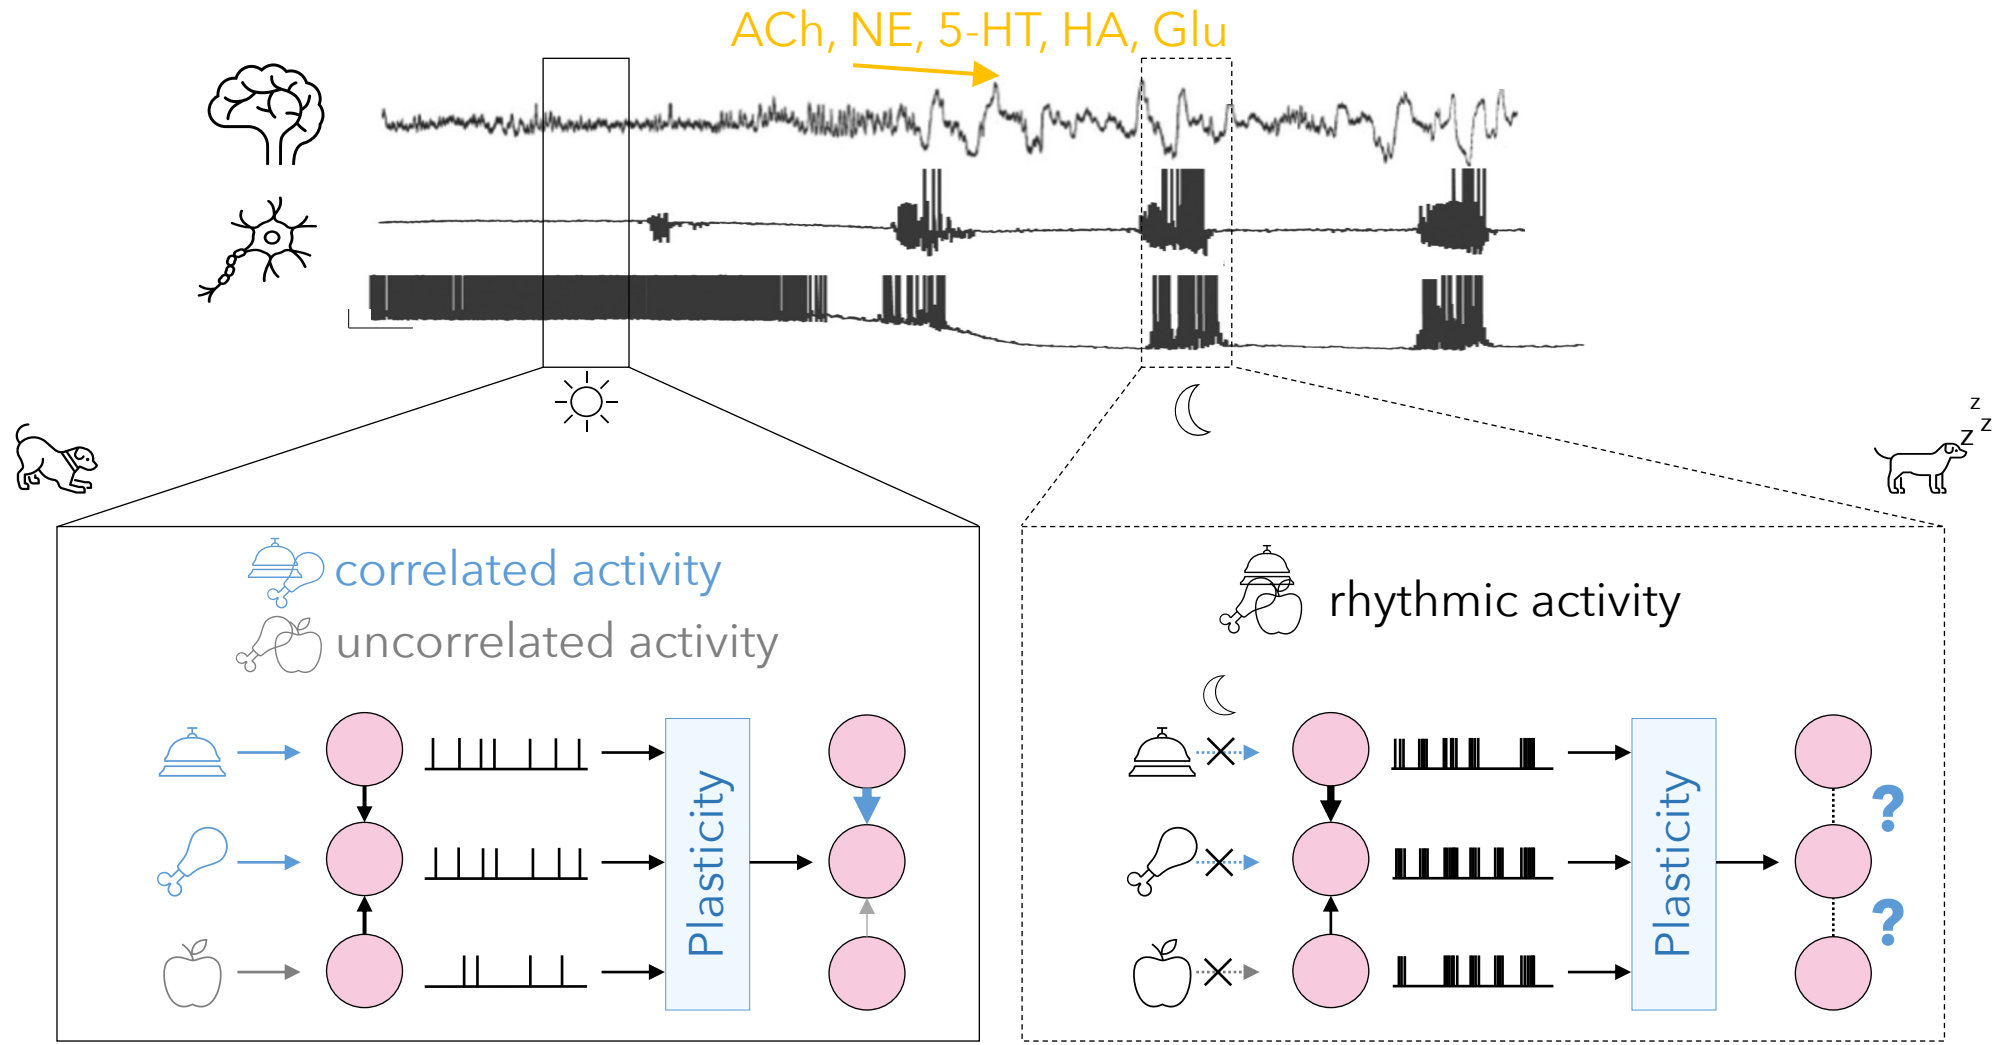 ACh, NE, 5-HT, HA, Glu
z
z
z
correlated activity
uncorrelated activity
rhythmic activity
Plasticity
Plasticity
?
?